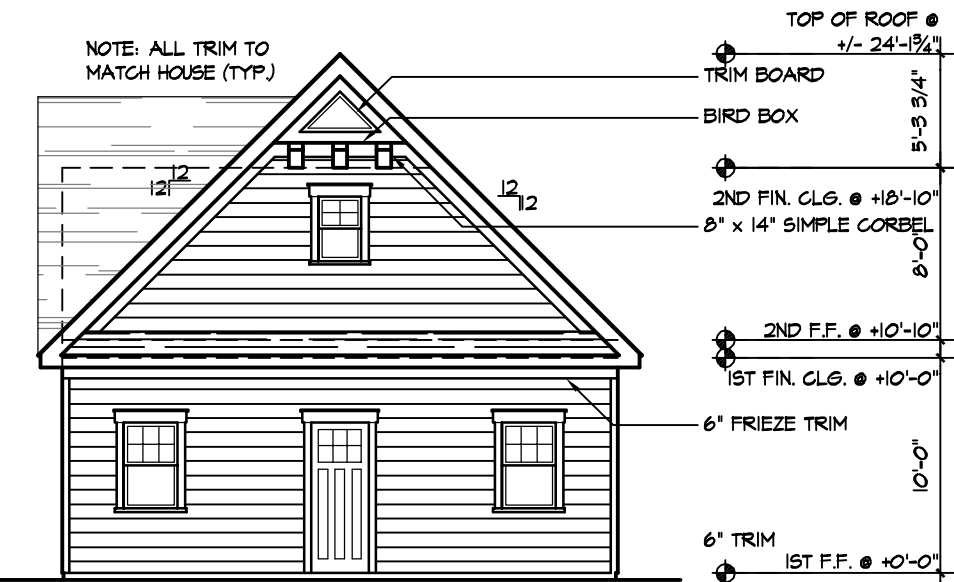 TOP OF ROOF @
+/- 24'-1¾"
NOTE: ALL TRIM TO
MATCH HOUSE (TYP.)
TRIM BOARD
5'-3 3/4"
BIRD BOX
12
12
12
12
2ND FIN. CLG. @ +18'-10"
8" x 14" SIMPLE CORBEL
8'-0"
2ND F.F. @ +10'-10"
1ST FIN. CLG. @ +10'-0"
6" FRIEZE TRIM
10'-0"
6" TRIM
1ST F.F. @ +0'-0"